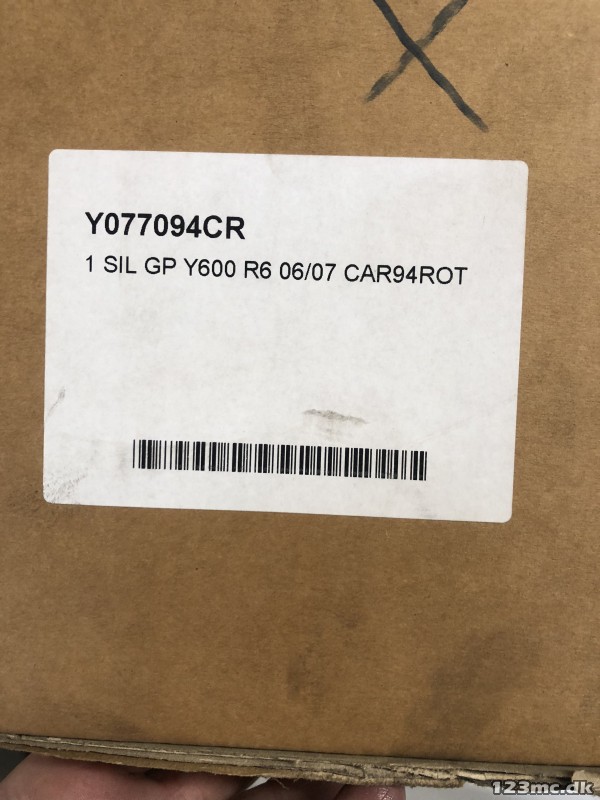 Y077094CR
1 SIL GP Y600 R6 06/07 CAR94ROT
123mc.dk